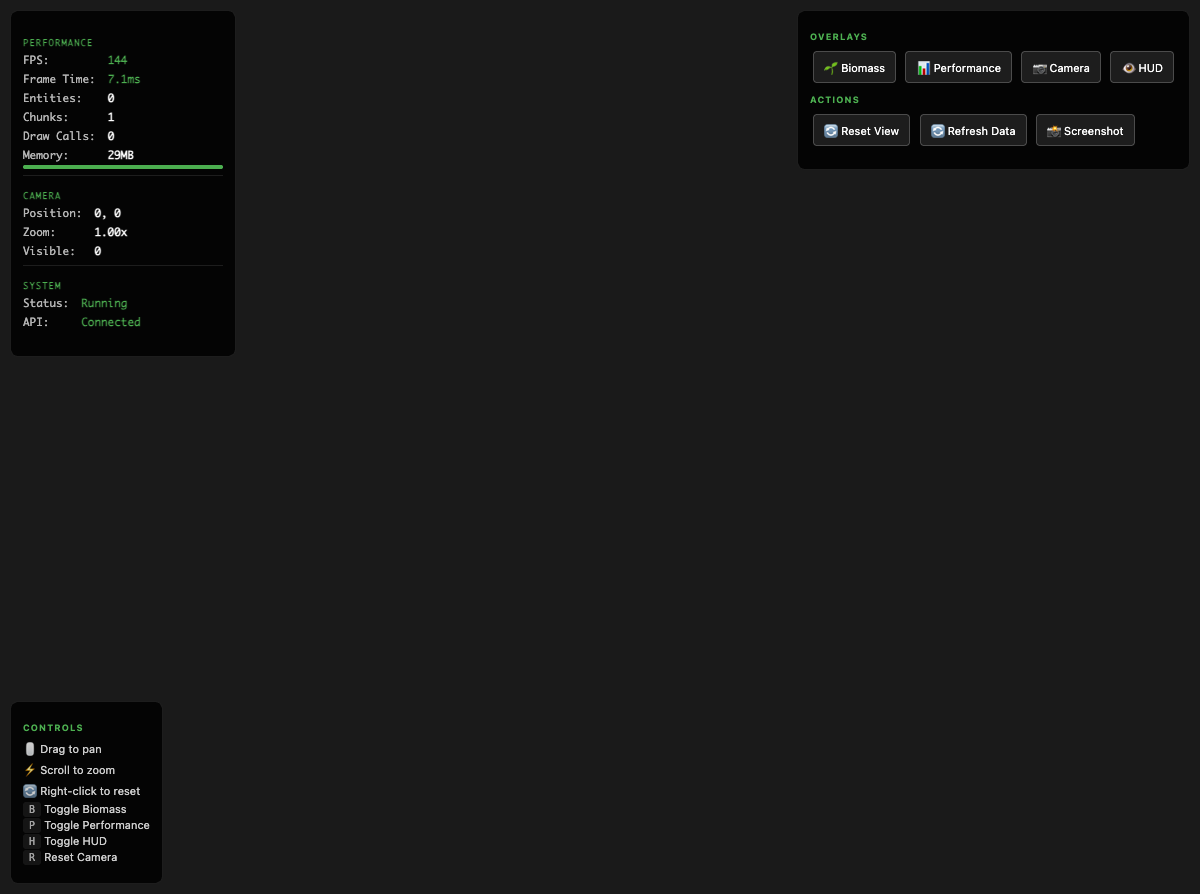 PERFORMANCE
FPS: 144
Frame Time: 7.1ms
Entities: 0
Chunks: 1
Draw Calls: 0
Memory: 29MB
CAMERA
Position: 0, 0
Zoom: 1.00x
Visible: 0
SYSTEM
Status: Running
API: Connected
OVERLAYS
Biomass Performance Camera HUD
ACTIONS
Reset View Refresh Data Screenshot
CONTROLS
Drag to pan
Scroll to zoom
Right-click to reset
B Toggle Biomass
P Toggle Performance
H Toggle HUD
R Reset Camera